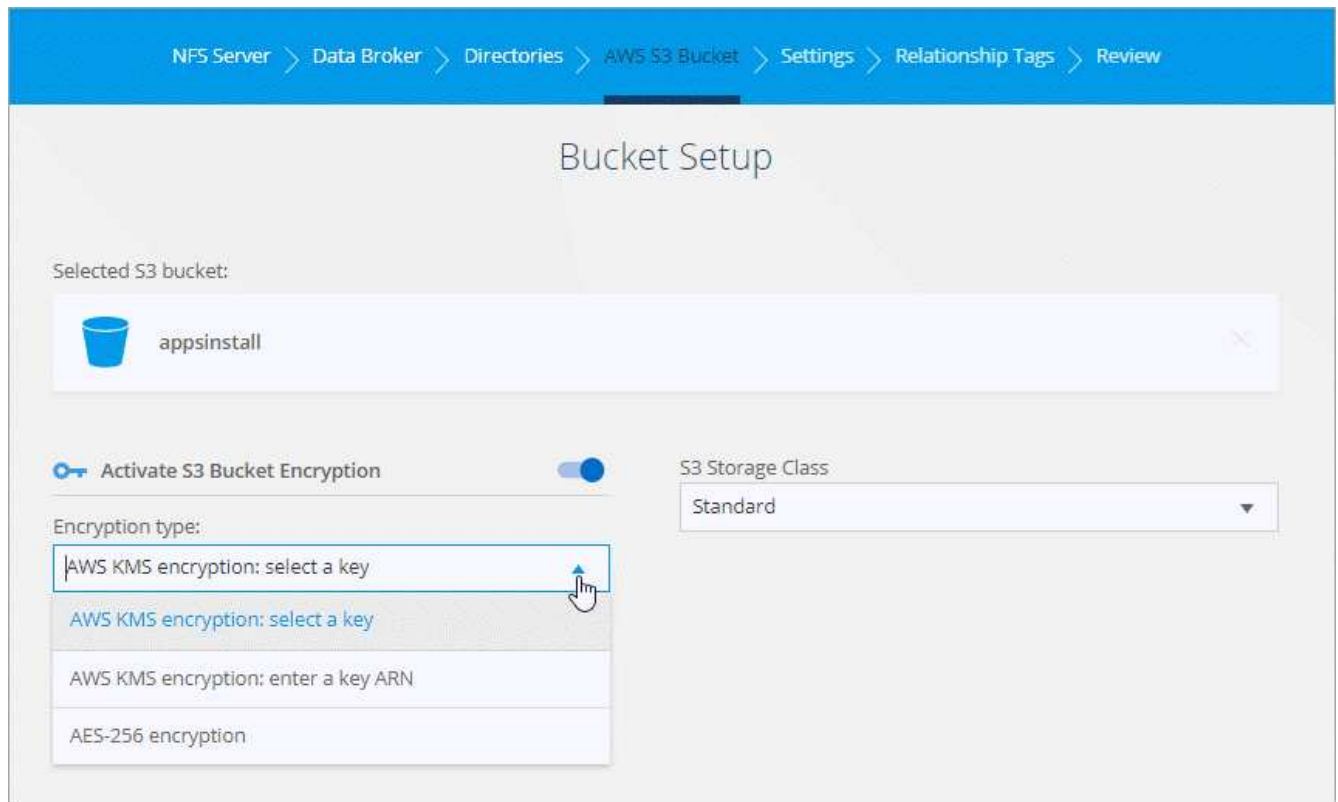 NFS Server > Data Broker > Directories > AWS S3 Bucket > Settings > Relationship Tags > Review
Bucket Setup
Selected S3 bucket:
appsinstall
Activate S3 Bucket Encryption
Encryption type:
AWS KMS encryption: select a key
AWS KMS encryption: select a key
AWS KMS encryption: enter a key ARN
AES-256 encryption
S3 Storage Class
Standard